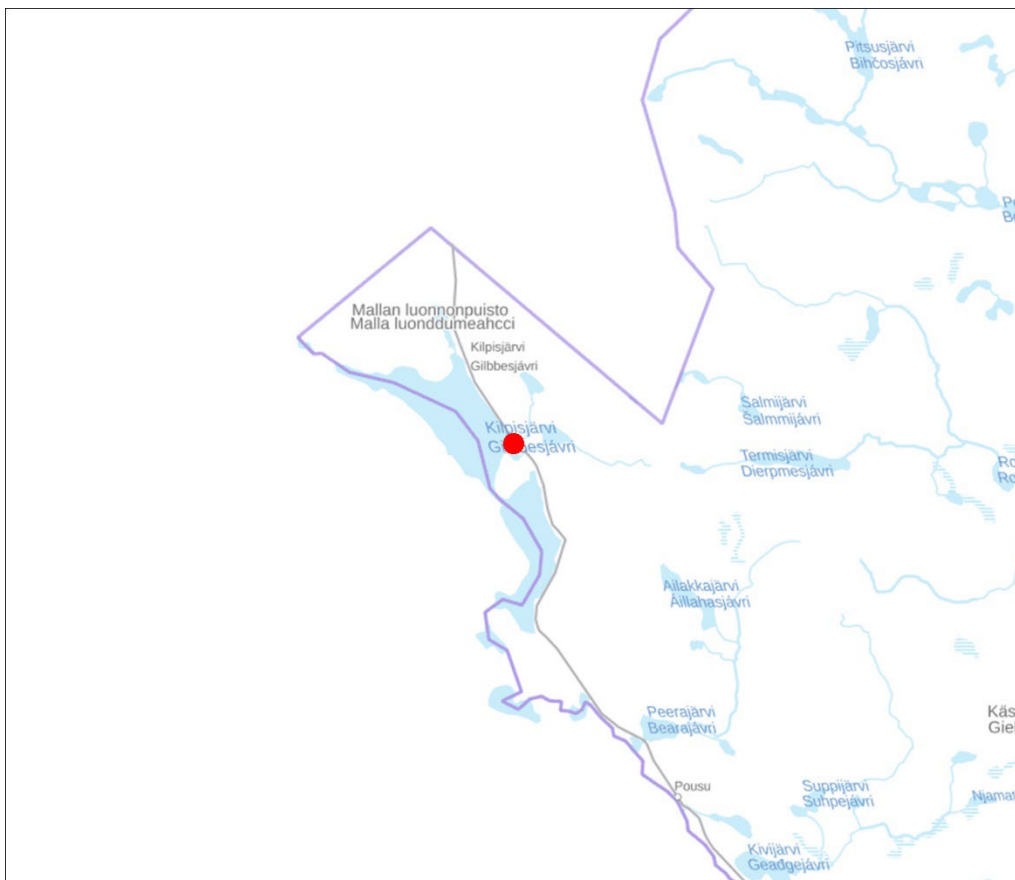 Pitsusjärvi
Bihčosjávri
Mallan luonnonpuisto
Malla luonddumeahcci
Kilpisjärvi
Gilbbesjávri
Salmijärvi
Šalmmijávri
Kilpisjärvi
Termisjärvi
Dierpmesjávri
Ailakkajärvi
Áillahasjávri
Peerajärvi
Bearajávri
Pousu
Suppijärvi
Suhpejávri
Kivijärvi
Geađgejávri